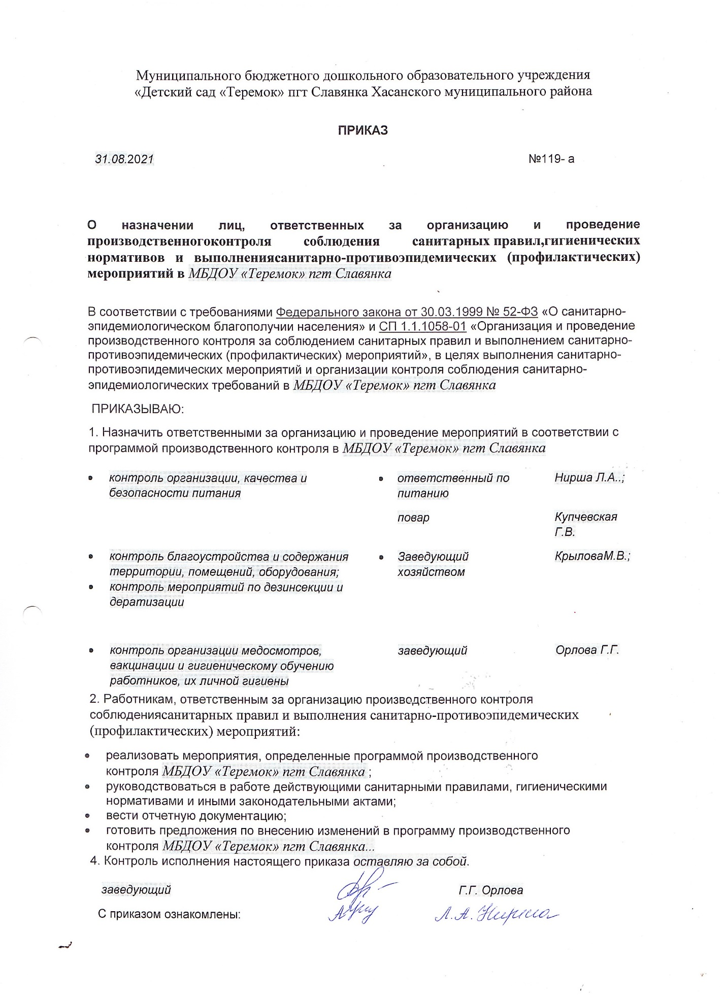 Муниципального бюджетного дошкольного образовательного учреждения
«Детский сад «Теремок» пгт Славянка Хасанского муниципального района
ПРИКАЗ
31.08.2021 №119- а
О назначении лиц, ответственных за организацию и проведение
производственногоконтроля соблюдения санитарных правил,гигиенических
нормативов и выполнениясанитарно-противоэпидемических (профилактических)
мероприятий в МБДОУ «Теремок» пгт Славянка
В соответствии с требованиями Федерального закона от 30.03.1999 № 52-ФЗ «О санитарно-
эпидемиологическом благополучии населения» и СП 1.1.1058-01 «Организация и проведение
производственного контроля за соблюдением санитарных правил и выполнением санитарно-
противоэпидемических (профилактических) мероприятий», в целях выполнения санитарно-
противоэпидемических мероприятий и организации контроля соблюдения санитарно-
эпидемиологических требований в МБДОУ «Теремок» пгт Славянка
ПРИКАЗЫВАЮ:
1. Назначить ответственными за организацию и проведение мероприятий в соответствии с
программой производственного контроля в МБДОУ «Теремок» пгт Славянка
• контроль организации, качества и • ответственный по Нирша Л.А..;
безопасности питания питанию
повар Купчевская
Г.В.
• контроль благоустройства и содержания • Заведующий КрыловаМ.В.;
территории, помещений, оборудования; хозяйством
• контроль мероприятий по дезинсекции и
дератизации
• контроль организации медосмотров, заведующий Орлова Г.Г.
вакцинации и гигиеническому обучению
работников, их личной гигиены
2. Работникам, ответственным за организацию производственного контроля
соблюдениясанитарных правил и выполнения санитарно-противоэпидемических
(профилактических) мероприятий:
• реализовать мероприятия, определенные программой производственного
контроля МБДОУ «Теремок» пгт Славянка ;
• руководствоваться в работе действующими санитарными правилами, гигиеническими
нормативами и иными законодательными актами;
• вести отчетную документацию;
• готовить предложения по внесению изменений в программу производственного
контроля МБДОУ «Теремок» пгт Славянка...
4. Контроль исполнения настоящего приказа оставляю за собой.
заведующий Г.Г. Орлова
С приказом ознакомлены: Л.А. Нирша